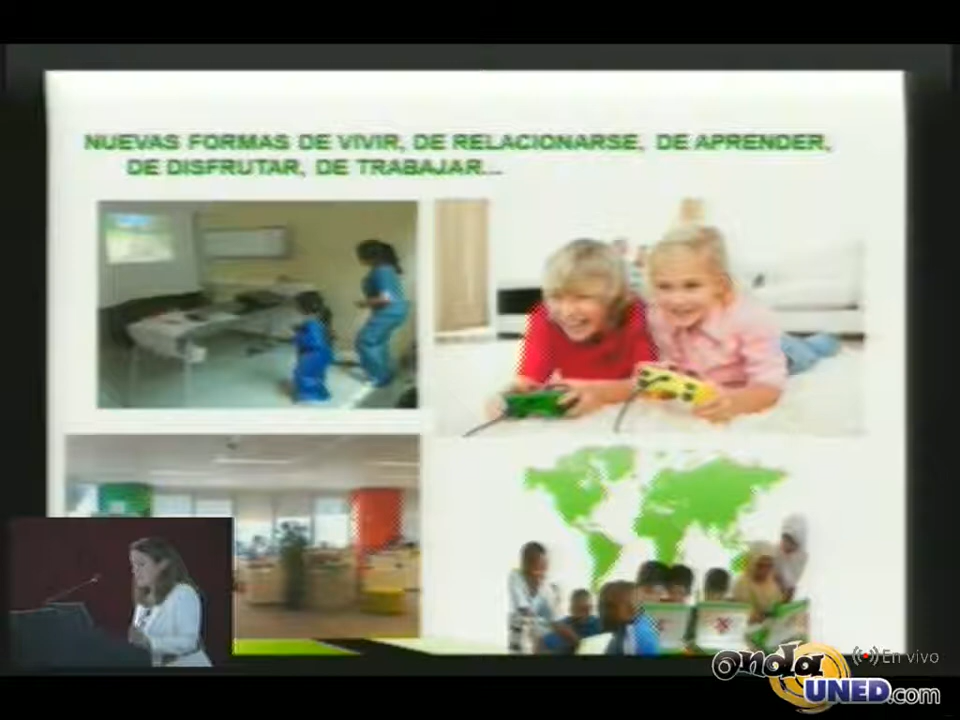 NUEVAS FORMAS DE VIVIR, DE RELACIONARSE, DE APRENDER,
DE DISFRUTAR, DE TRABAJAR...
En vivo
onda
UNED.com